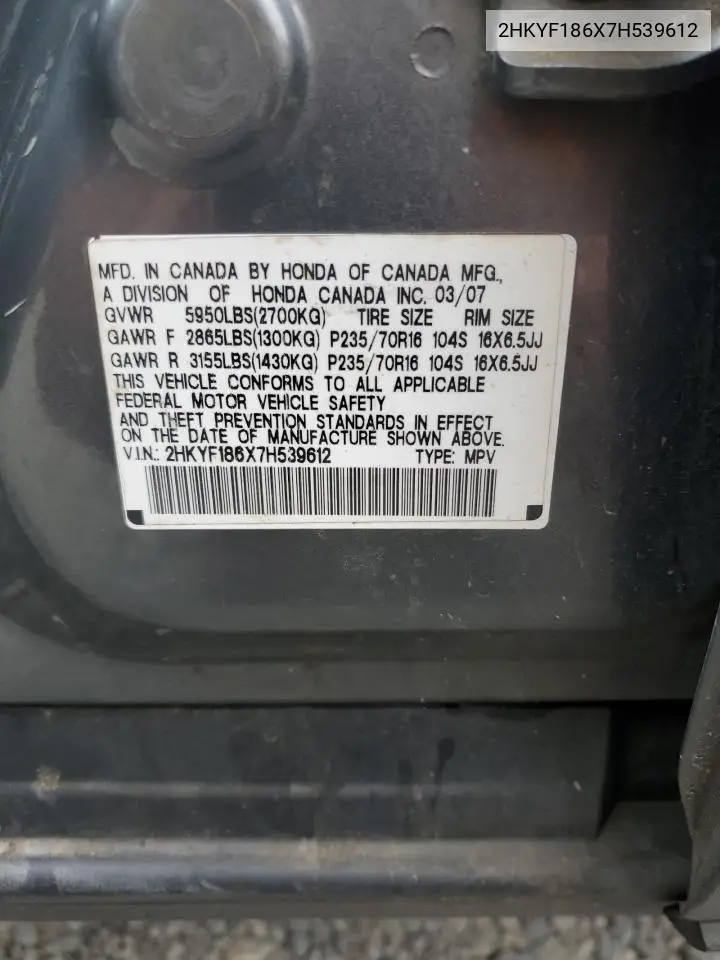 2HKYF186X7H539612
MFD. IN CANADA BY HONDA OF CANADA MFG.,
A DIVISION OF HONDA CANADA INC. 03/07
GVWR 5950LBS(2700KG) TIRE SIZE RIM SIZE
GAWR F 2865LBS(1300KG) P235/70R16 104S 16X6.5JJ
GAWR R 3155LBS(1430KG) P235/70R16 104S 16X6.5JJ
THIS VEHICLE CONFORMS TO ALL APPLICABLE
FEDERAL MOTOR VEHICLE SAFETY
AND THEFT PREVENTION STANDARDS IN EFFECT
ON THE DATE OF MANUFACTURE SHOWN ABOVE.
V.I.N.: 2HKYF186X7H539612 TYPE: MPV